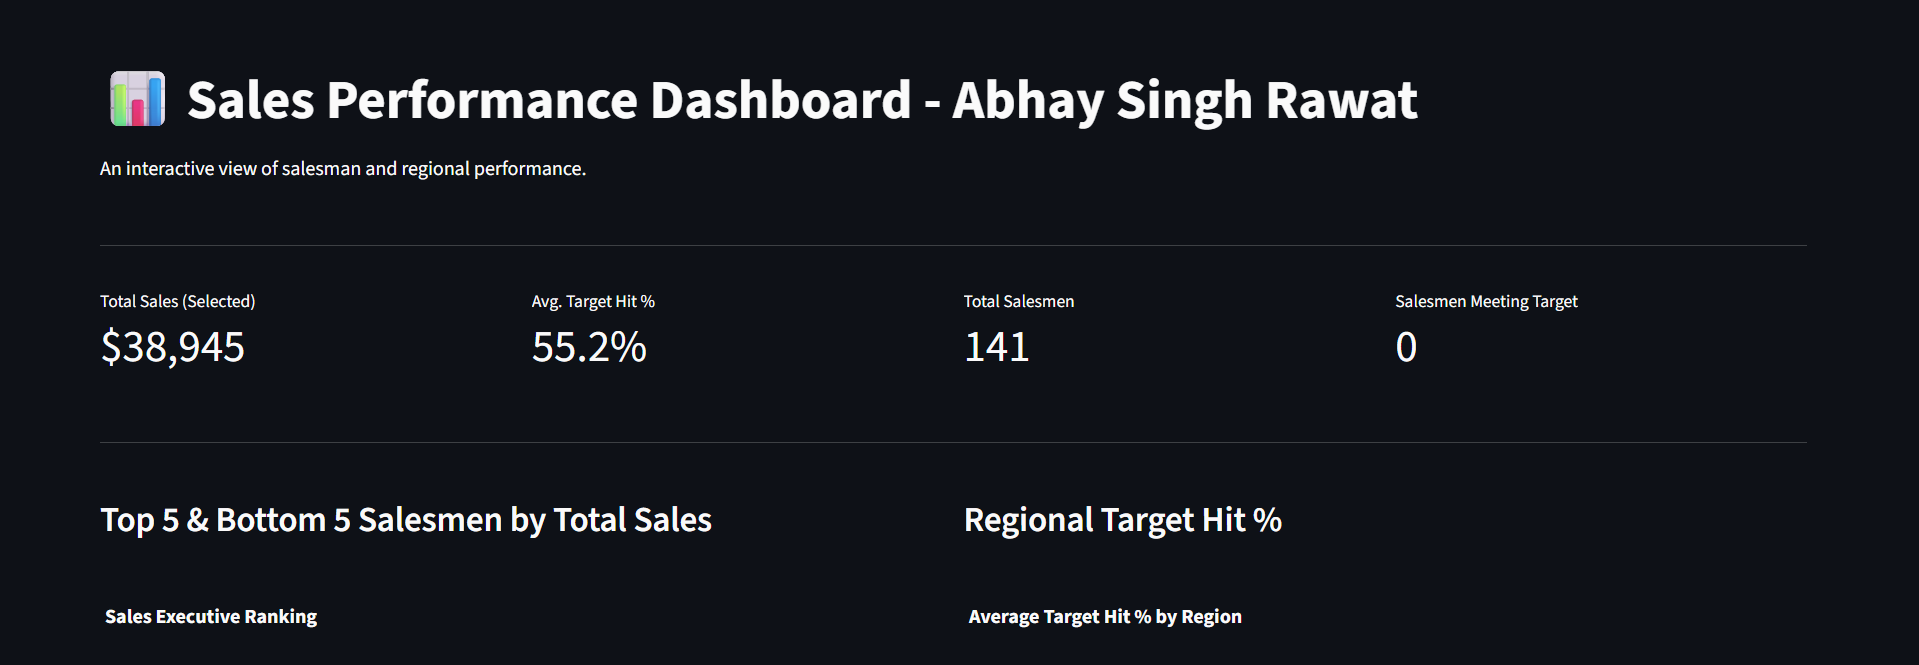 Sales Performance Dashboard - Abhay Singh Rawat
An interactive view of salesman and regional performance.
Total Sales (Selected)
$38,945
Avg. Target Hit %
55.2%
Total Salesmen
141
Salesmen Meeting Target
0
Top 5 & Bottom 5 Salesmen by Total Sales
Sales Executive Ranking
Regional Target Hit %
Average Target Hit % by Region